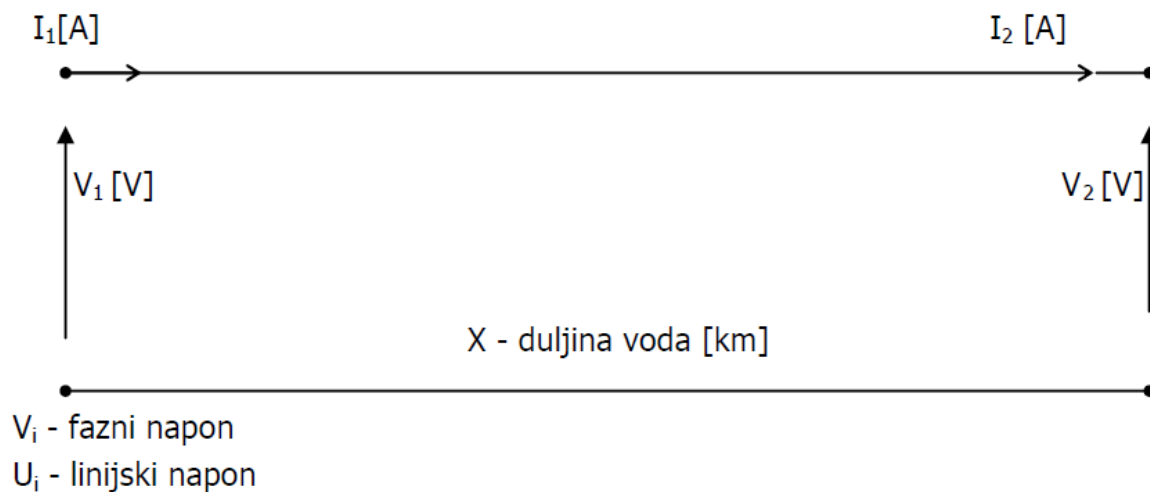 I₁[A]
I₂ [A]
V₁ [V]
V₂ [V]
X - duljina voda [km]
Vᵢ - fazni napon
Uᵢ - linijski napon